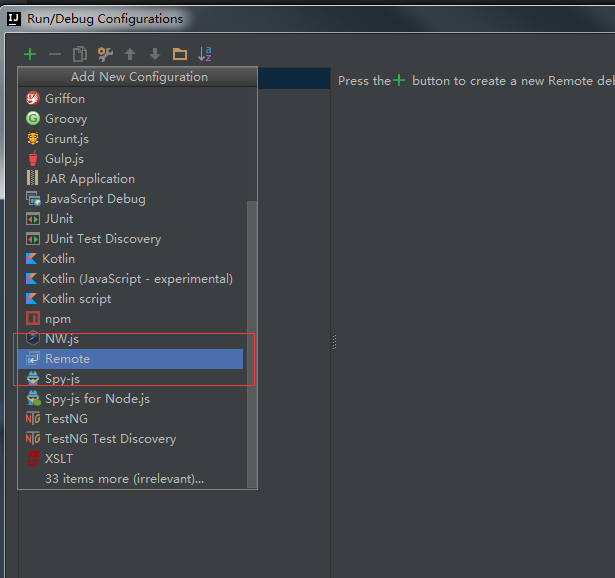 IJ Run/Debug Configurations
Add New Configuration
Press the + button to create a new Remote deb
Griffon
Groovy
Grunt.js
Gulp.js
JAR Application
JavaScript Debug
JUnit
JUnit Test Discovery
Kotlin
Kotlin (JavaScript - experimental)
Kotlin script
npm
NW.js
Remote
Spy-js
Spy-js for Node.js
TestNG
TestNG Test Discovery
XSLT
33 items more (irrelevant)...